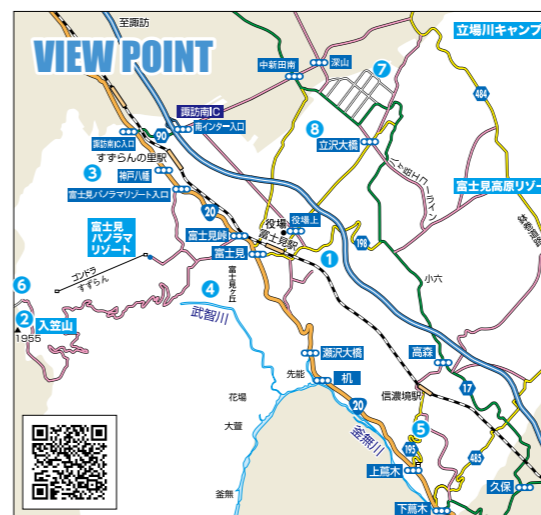 至諏訪
VIEW POINT
立場川キャンプ
中新田南
深山
7
484
諏訪南IC
諏訪南IC入口
90
南インター入口
すずらんの里駅
8
立沢大橋
3
神戸八幡
富士見パノラマリゾート入口
富士見高原リゾー
20
役場
役場上
富士見
パノラマ
リゾート
富士見峠
富士見駅
198
富士見
1
ゴンドラ
すずらん
富士見ヶ丘
小六
6
4
武智川
2
入笠山
1955
瀬沢大橋
高森
先能
机
信濃境駅
17
花場
20
大萱
釜無川
5
195
485
上蔦木
釜無
久保
下蔦木